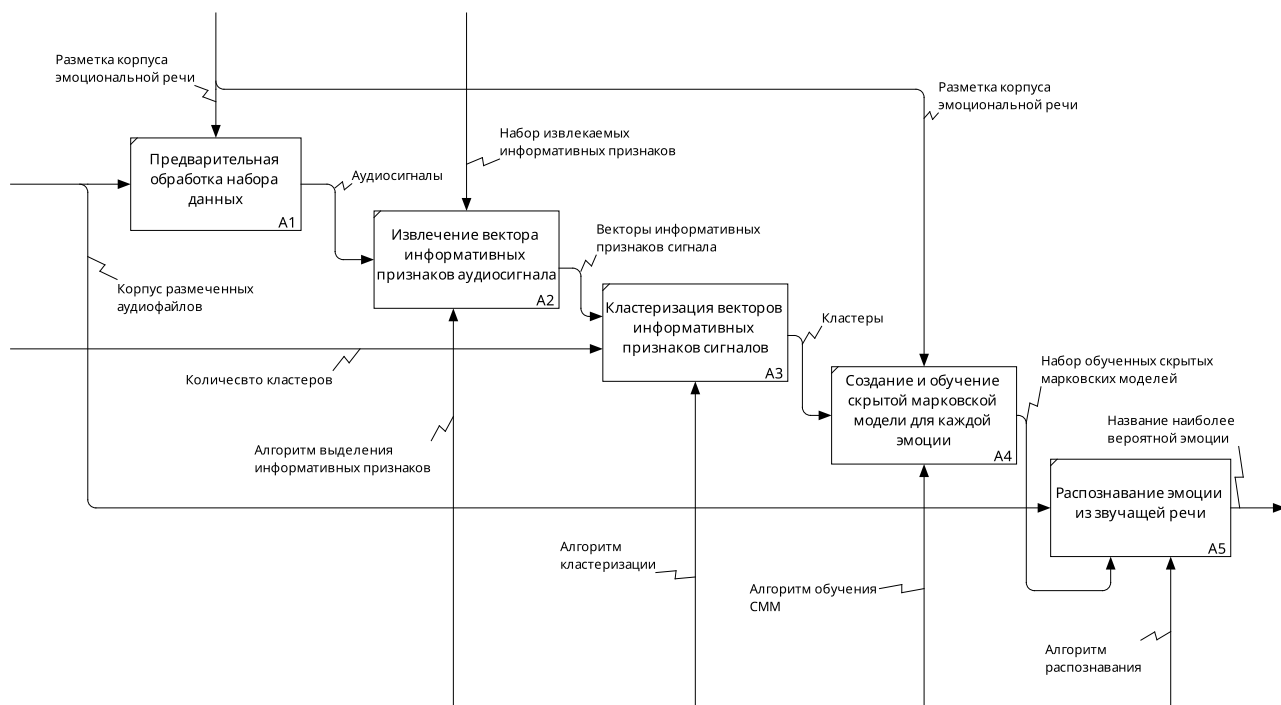 Разметка корпуса
эмоциональной речи
Разметка корпуса
эмоциональной речи
Набор извлекаемых
информативных признаков
Предварительная
обработка набора
данных
A1
Аудиосигналы
Извлечение вектора
информативных
признаков аудиосигнала
A2
Векторы информативных
признаков сигнала
Корпус размеченных
аудиофайлов
Кластеризация векторов
информативных
признаков сигналов
A3
Кластеры
Количесвто кластеров
Создание и обучение
скрытой марковской
модели для каждой
эмоции
A4
Набор обученных скрытых
марковских моделей
Название наиболее
вероятной эмоции
Алгоритм выделения
информативных признаков
Распознавание эмоции
из звучащей речи
A5
Алгоритм
кластеризации
Алгоритм обучения
СММ
Алгоритм
распознавания